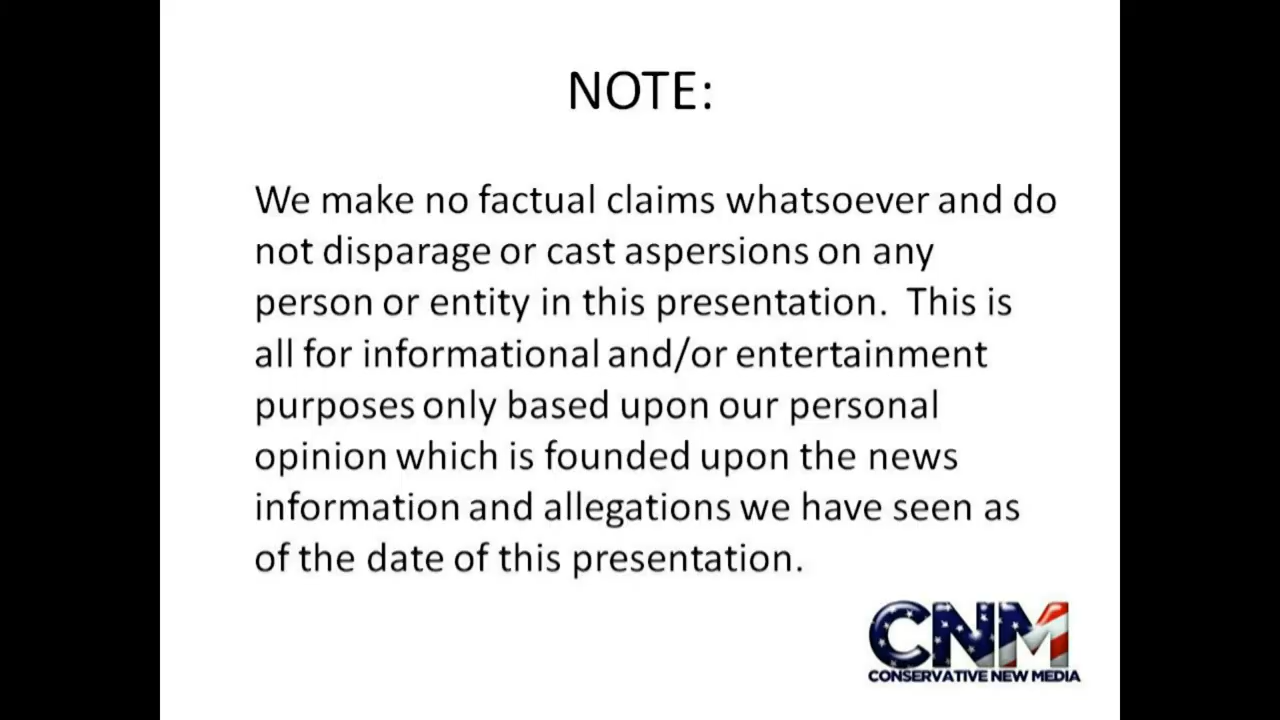 NOTE:
We make no factual claims whatsoever and do
not disparage or cast aspersions on any
person or entity in this presentation.  This is
all for informational and/or entertainment
purposes only based upon our personal
opinion which is founded upon the news
information and allegations we have seen as
of the date of this presentation.
CNM
CONSERVATIVE NEW MEDIA